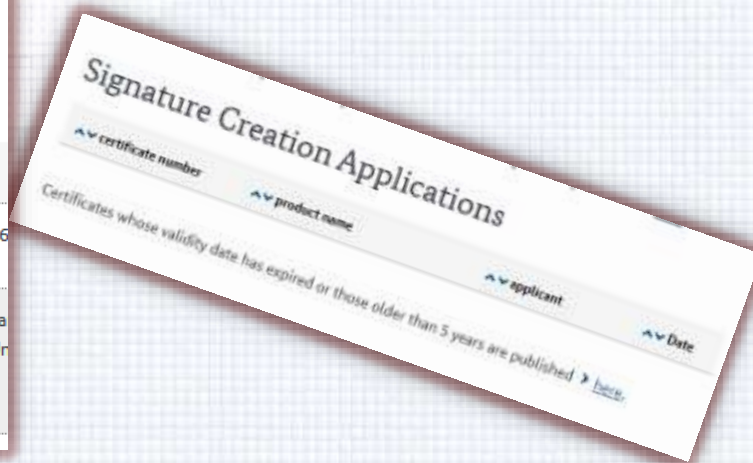 Signature Creation Applications
certificate number product name applicant Date
Certificates whose validity date has expired or those older than 5 years are published › here.
6
a